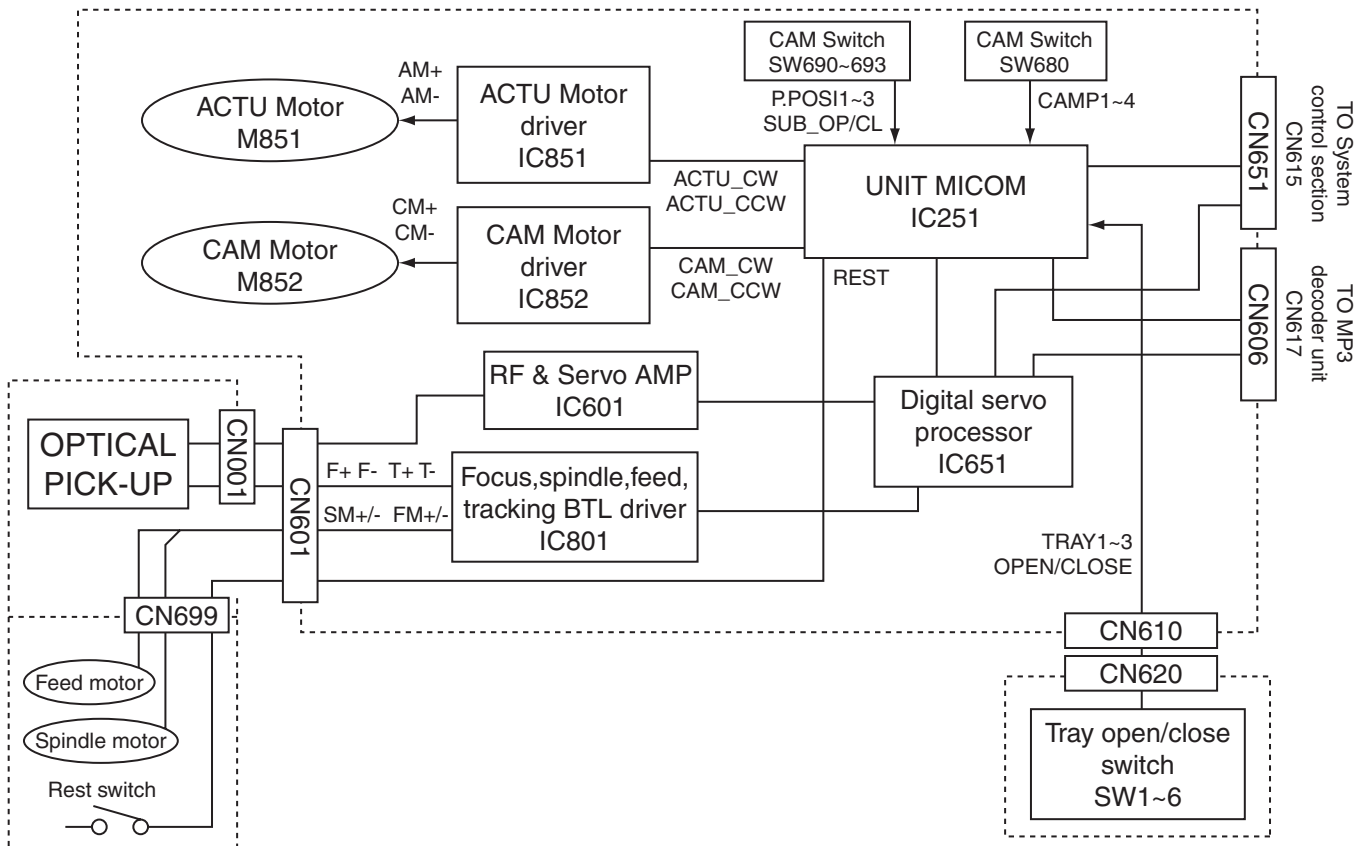 CAM Switch
SW690~693
CAM Switch
SW680
AM+
AM-
ACTU Motor
M851
ACTU Motor
driver
IC851
P.POSI1~3
SUB_OP/CL
CAMP1~4
ACTU_CW
ACTU_CCW
UNIT MICOM
IC251
CN651
TO System
control section
CN615
CM+
CM-
CAM Motor
M852
CAM Motor
driver
IC852
CAM_CW
CAM_CCW
REST
CN606
TO MP3
decoder unit
CN617
RF & Servo AMP
IC601
Digital servo
processor
IC651
OPTICAL
PICK-UP
CN001
CN601
F+ F- T+ T-
SM+/- FM+/-
Focus,spindle,feed,
tracking BTL driver
IC801
TRAY1~3
OPEN/CLOSE
CN699
CN610
CN620
Feed motor
Spindle motor
Rest switch
Tray open/close
switch
SW1~6